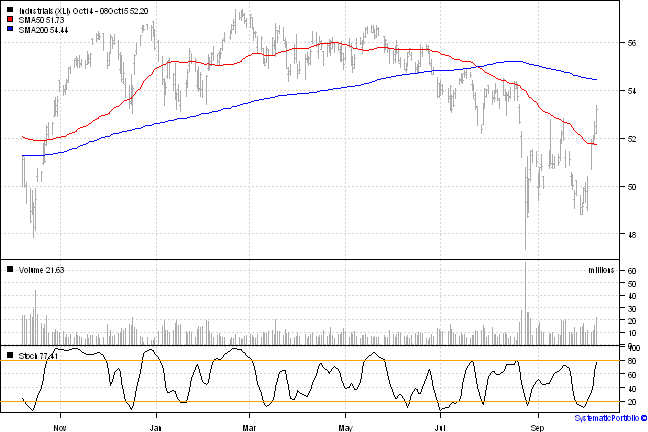 Industrials (XLI) Oct14 - 08Oct15 52.20
SMA50 51.73
SMA200 54.44
56
54
52
50
48
Volume 21.63
millions
60
50
40
30
20
10
0
Stoch 77.41
100
80
60
40
20
Nov Jan Mar May Jul Sep
SystematicPortfolio ©